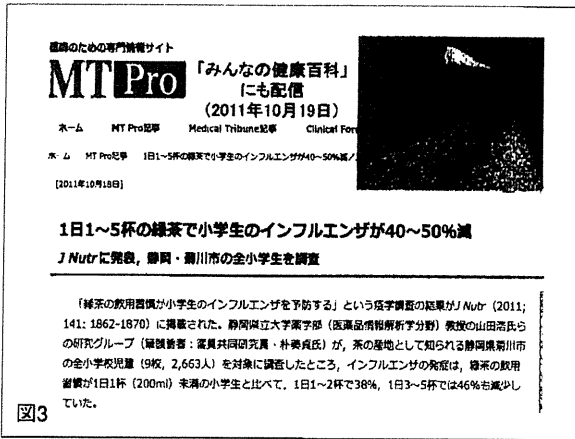 医師のための専門情報サイト
MT Pro
「みんなの健康百科」
にも配信
(2011年10月19日)
ホーム MT Pro記事 Medical Tribune記事 Clinical For
ホーム MT Pro記事 1日1~5杯の緑茶で小学生のインフルエンザが40~50%減/
[2011年10月18日]
1日1~5杯の緑茶で小学生のインフルエンザが40~50%減
J Nutrに発表,静岡・菊川市の全小学生を調査
「緑茶の飲用習慣が小学生のインフルエンザを予防する」という疫学調査の結果がJ Nutr(2011;
141: 1862-1870)に掲載された。静岡県立大学薬学部(医薬品情報解析学分野)教授の山田浩氏ら
の研究グループ(筆頭著者:客員共同研究員・朴姜貞氏)が,茶の産地として知られる静岡県菊川市
の全小学校児童(9校,2,663人)を対象に調査したところ,インフルエンザの発症は,緑茶の飲用
習慣が1日1杯(200ml)未満の小学生と比べて,1日1~2杯で38%,1日3~5杯では46%も減少し
ていた。
図3